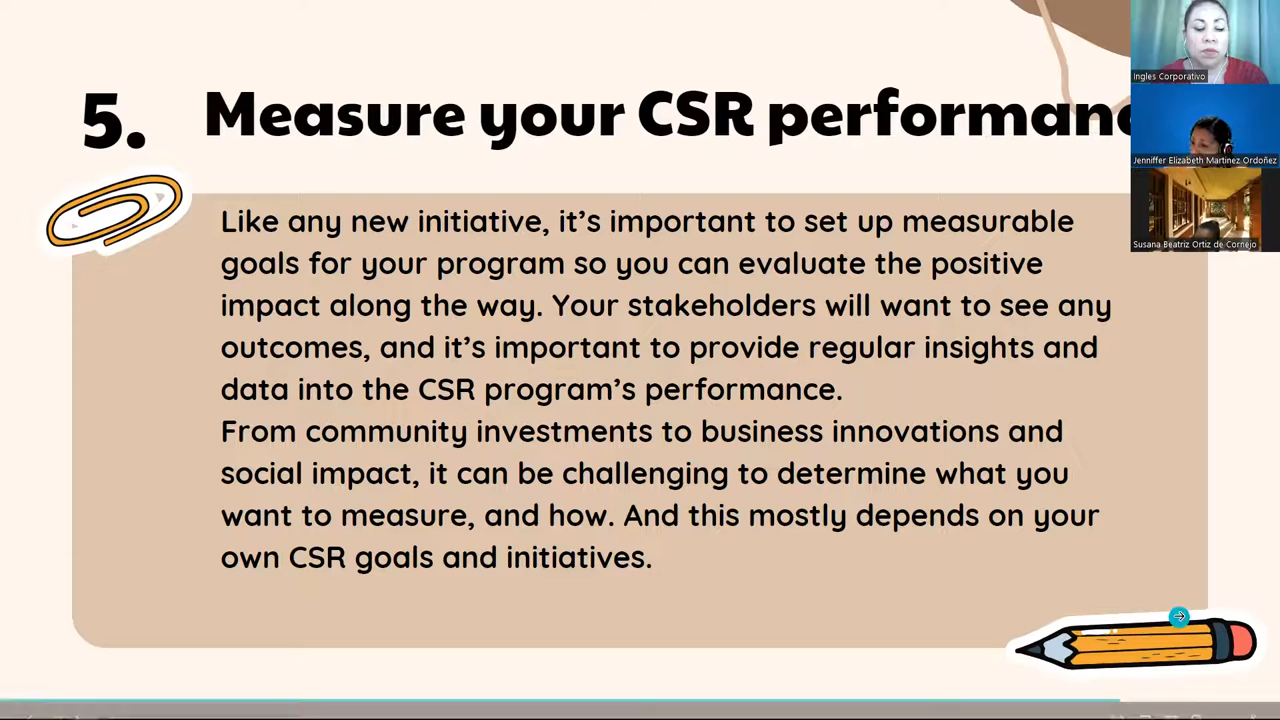 5. Measure your CSR performanc
Like any new initiative, it’s important to set up measurable
goals for your program so you can evaluate the positive
impact along the way. Your stakeholders will want to see any
outcomes, and it’s important to provide regular insights and
data into the CSR program’s performance.
From community investments to business innovations and
social impact, it can be challenging to determine what you
want to measure, and how. And this mostly depends on your
own CSR goals and initiatives.
Ingles Corporativo
Jenniffer Elizabeth Martinez Ordoñez
Susana Beatriz Ortiz de Cornejo